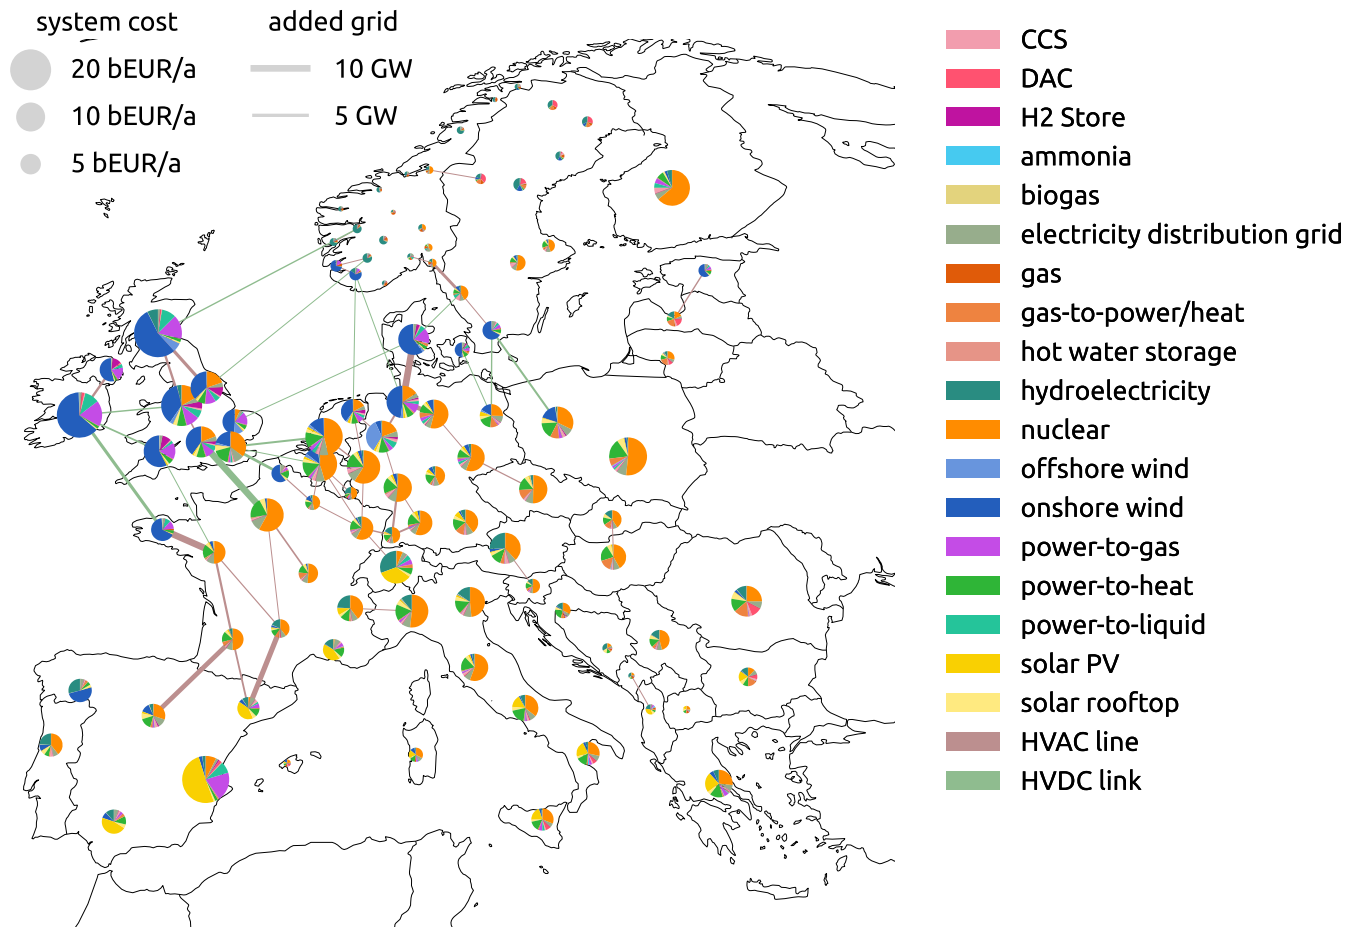 system cost
20 bEUR/a
10 bEUR/a
5 bEUR/a
added grid
10 GW
5 GW
CCS
DAC
H2 Store
ammonia
biogas
electricity distribution grid
gas
gas-to-power/heat
hot water storage
hydroelectricity
nuclear
offshore wind
onshore wind
power-to-gas
power-to-heat
power-to-liquid
solar PV
solar rooftop
HVAC line
HVDC link